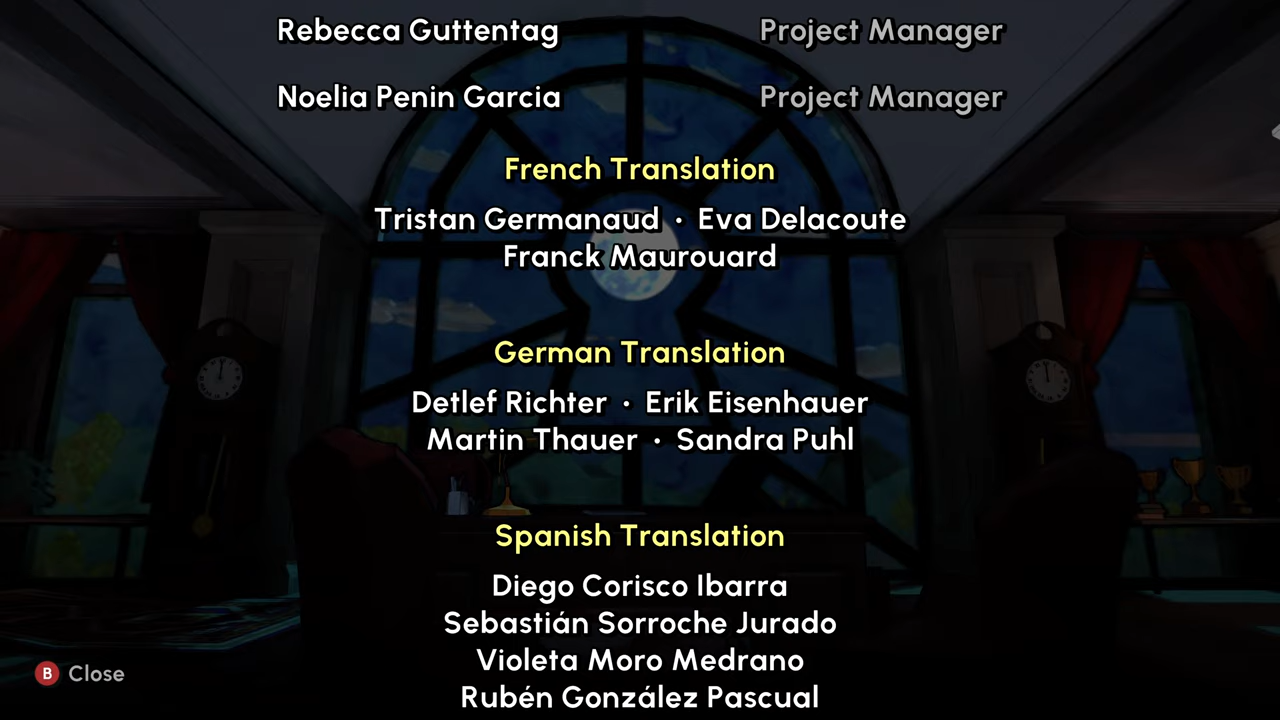 Rebecca Guttentag Project Manager
Noelia Penin Garcia Project Manager
French Translation
Tristan Germanaud • Eva Delacoute
Franck Maurouard
German Translation
Detlef Richter • Erik Eisenhauer
Martin Thauer • Sandra Puhl
Spanish Translation
Diego Corisco Ibarra
Sebastián Sorroche Jurado
Violeta Moro Medrano
B Close
Rubén González Pascual